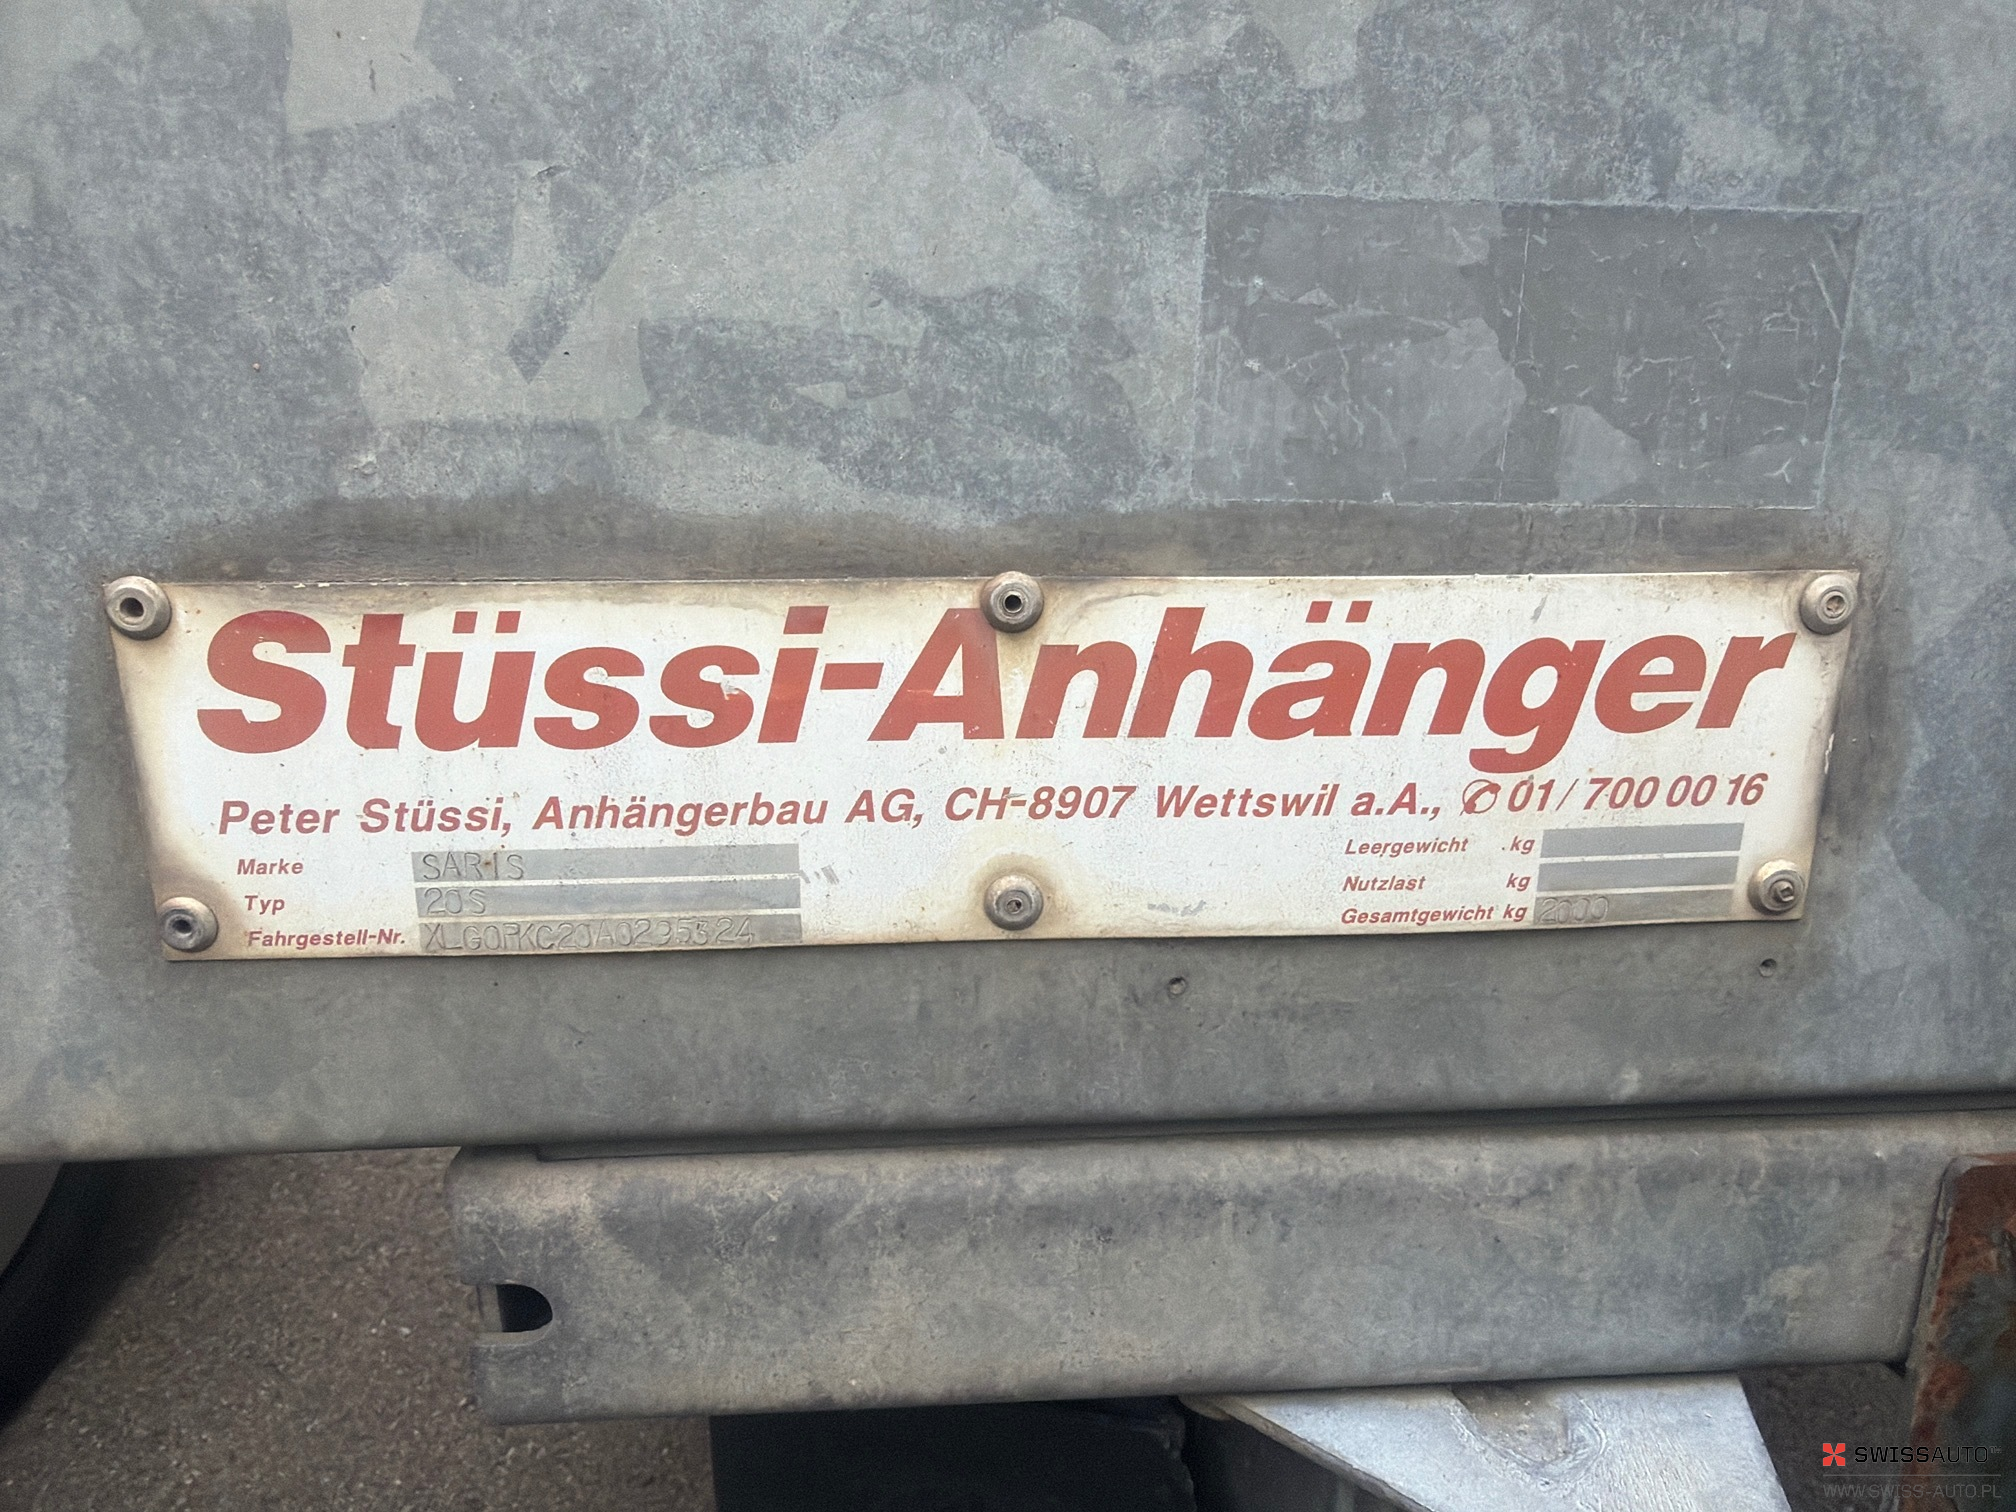 Stüssi-Anhänger
Peter Stüssi, Anhängerbau AG, CH-8907 Wettswil a.A., ✆ 01/700 00 16
Marke SARIS
Typ 20S
Fahrgestell-Nr. XLG0PKC20A0295324
Leergewicht kg
Nutzlast kg
Gesamtgewicht kg 2000
SWISSAUTO
WWW.SWISS-AUTO.PL